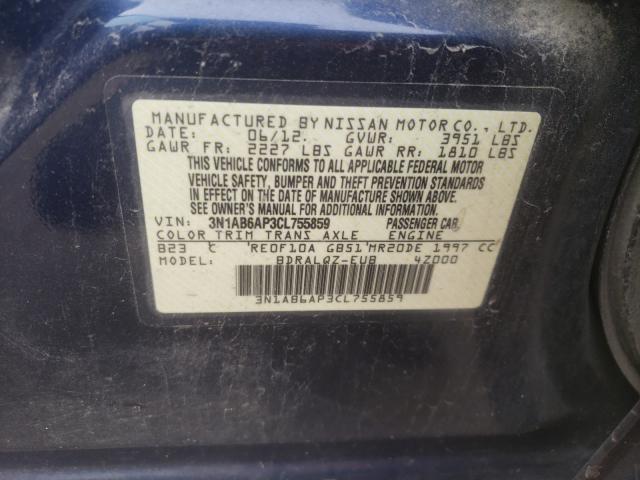 MANUFACTURED BY NISSAN MOTOR CO., LTD.
DATE: 06/12 GVWR: 3951 LBS
GAWR FR: 2227 LBS GAWR RR: 1810 LBS
THIS VEHICLE CONFORMS TO ALL APPLICABLE FEDERAL MOTOR
VEHICLE SAFETY, BUMPER AND THEFT PREVENTION STANDARDS
IN EFFECT ON THE DATE OF MANUFACTURE SHOWN ABOVE.
SEE OWNER'S MANUAL FOR ADDITIONAL INFORMATION.
VIN: 3N1AB6AP3CL755859 PASSENGER CAR
COLOR TRIM TRANS AXLE ENGINE
B23 C RE0F10A GB51 MR20DE 1997 CC
MODEL: BDRALQZ-EUB 4Z000
3N1AB6AP3CL755859